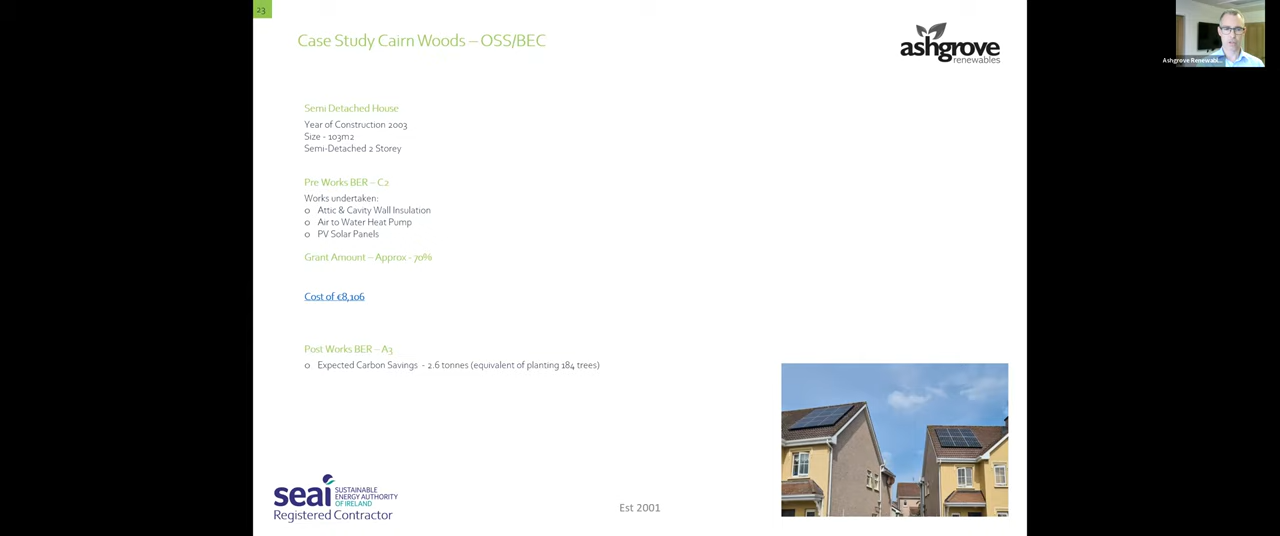 23
Case Study Cairn Woods – OSS/BEC
ashgrove
renewables
Ashgrove Renewabl...
Semi Detached House
Year of Construction 2003
Size - 103m2
Semi-Detached 2 Storey
Pre Works BER – C2
Works undertaken:
o Attic & Cavity Wall Insulation
o Air to Water Heat Pump
o PV Solar Panels
Grant Amount – Approx - 70%
Cost of €8,106
Post Works BER – A3
o Expected Carbon Savings - 2.6 tonnes (equivalent of planting 184 trees)
seai SUSTAINABLE
ENERGY AUTHORITY
OF IRELAND
Registered Contractor
Est 2001